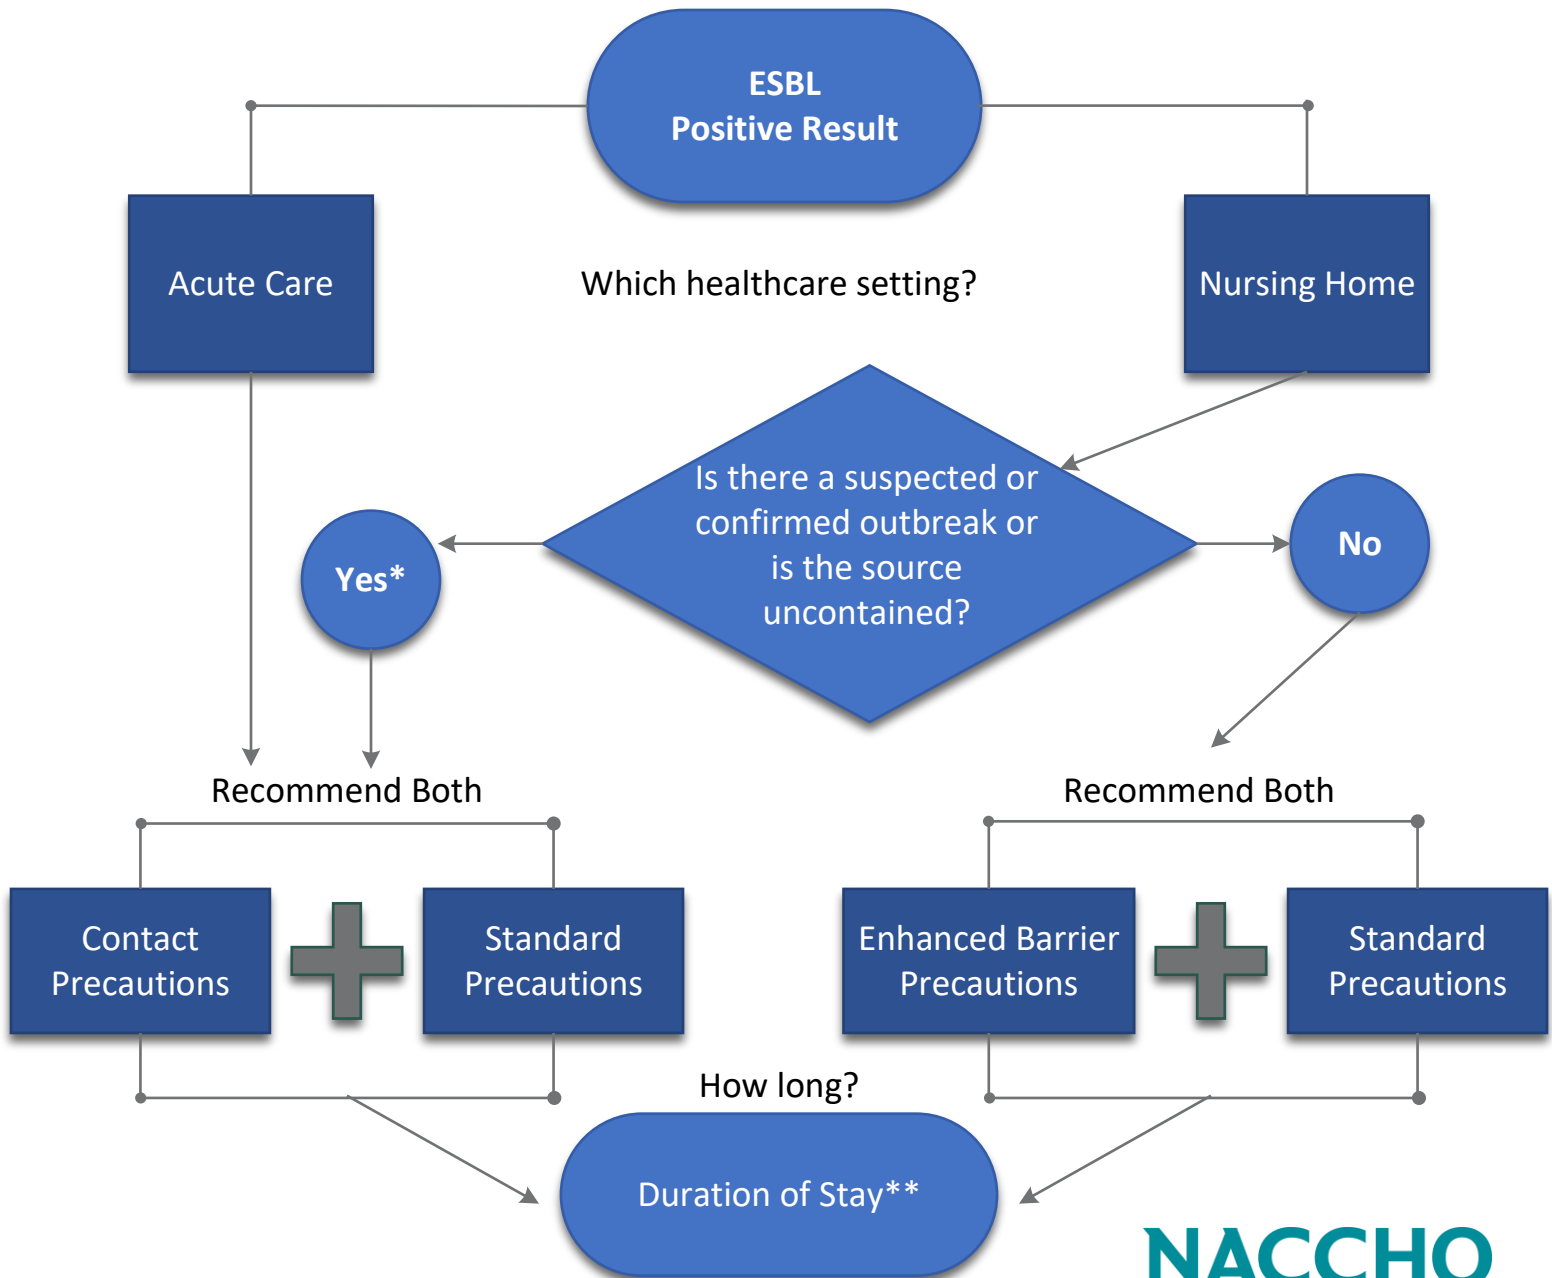 ESBL
Positive Result
Acute Care
Which healthcare setting?
Nursing Home
Is there a suspected or
confirmed outbreak or
is the source
uncontained?
Yes*
No
Recommend Both
Recommend Both
Contact
Precautions
Standard
Precautions
Enhanced Barrier
Precautions
Standard
Precautions
How long?
Duration of Stay**
NACCHO